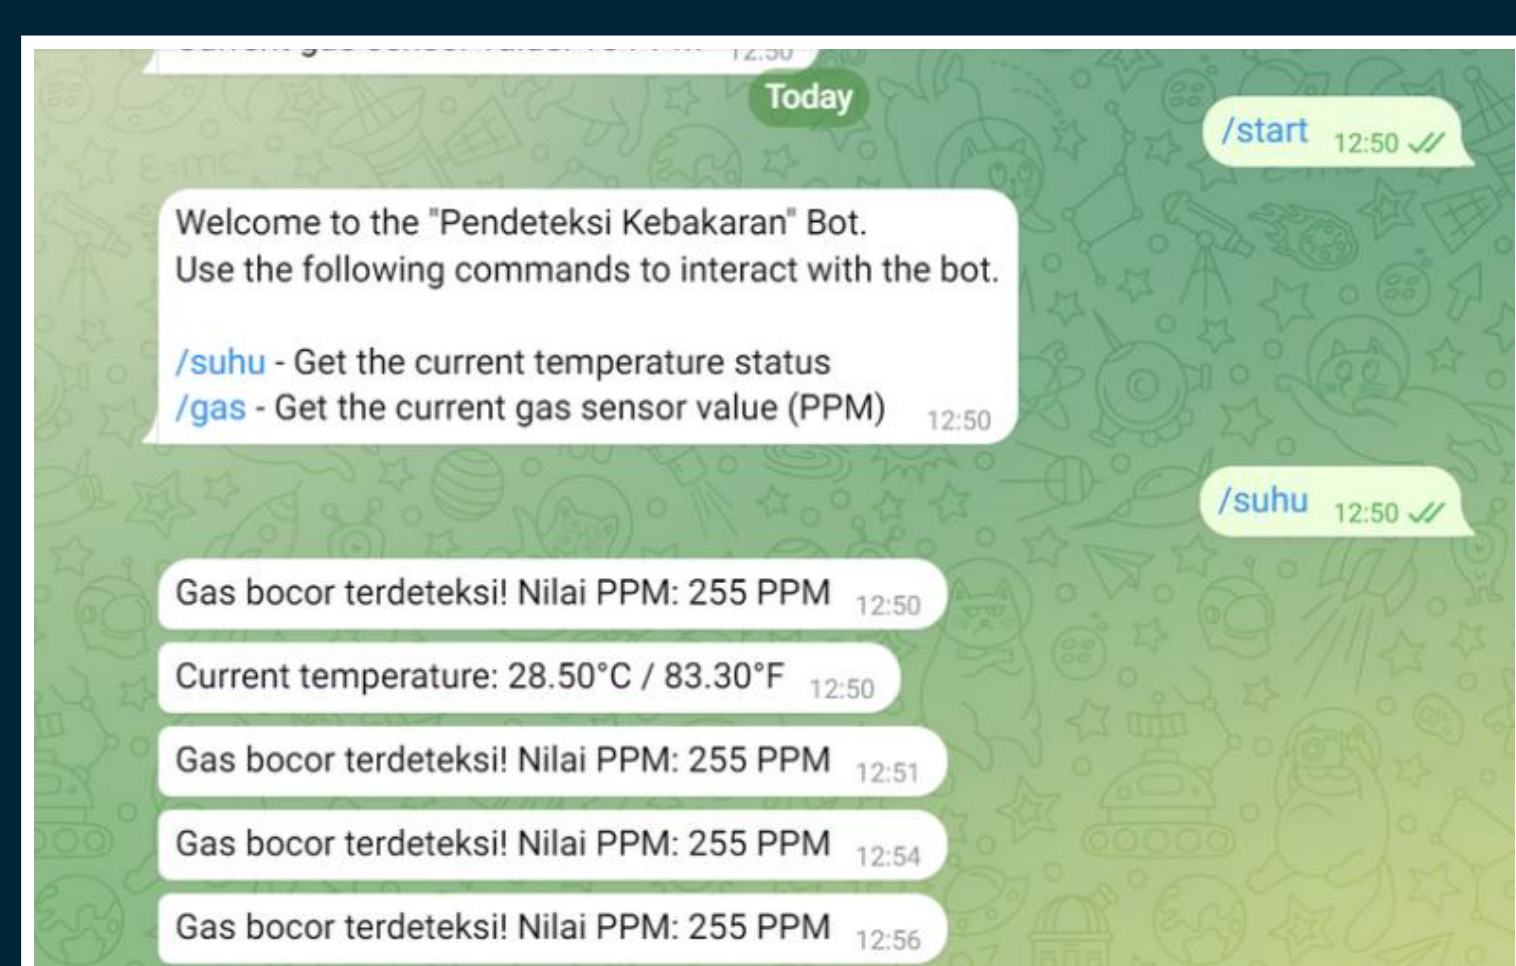 12:50
Today
/start 12:50
Welcome to the "Pendeteksi Kebakaran" Bot.
Use the following commands to interact with the bot.
/suhu - Get the current temperature status
/gas - Get the current gas sensor value (PPM) 12:50
/suhu 12:50
Gas bocor terdeteksi! Nilai PPM: 255 PPM 12:50
Current temperature: 28.50°C / 83.30°F 12:50
Gas bocor terdeteksi! Nilai PPM: 255 PPM 12:51
Gas bocor terdeteksi! Nilai PPM: 255 PPM 12:54
Gas bocor terdeteksi! Nilai PPM: 255 PPM 12:56